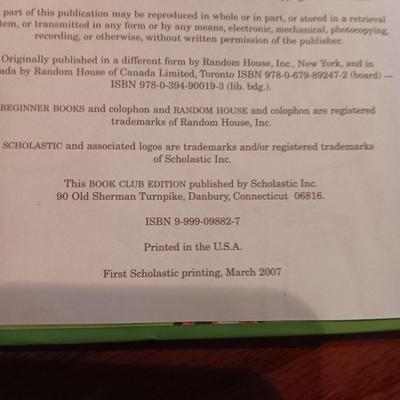 part of this publication may be reproduced in whole or in part, or stored in a retrieval
tem, or transmitted in any form or by any means, electronic, mechanical, photocopying,
recording, or otherwise, without written permission of the publisher.
Originally published in a different form by Random House, Inc., New York, and in
ada by Random House of Canada Limited, Toronto ISBN 978-0-679-89247-2 (board) —
ISBN 978-0-394-90019-3 (lib. bdg.).
BEGINNER BOOKS and colophon and RANDOM HOUSE and colophon are registered
trademarks of Random House, Inc.
SCHOLASTIC and associated logos are trademarks and/or registered trademarks
of Scholastic Inc.
This BOOK CLUB EDITION published by Scholastic Inc.
90 Old Sherman Turnpike, Danbury, Connecticut 06816.
ISBN 9-999-09882-7
Printed in the U.S.A.
First Scholastic printing, March 2007